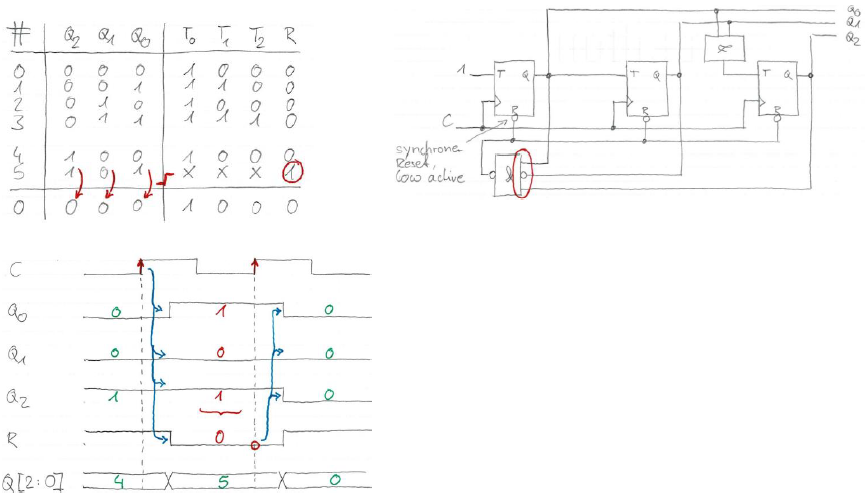 # Q2 Q1 Q0 T0 T1 T2 R
0 0 0 0 1 0 0 0
1 0 0 1 1 1 0 0
2 0 1 0 1 0 0 0
3 0 1 1 1 1 1 0
4 1 0 0 1 0 0 0
5 1 0 1 x x x 1
0 0 0 0 1 0 0 0
Q0
Q1
Q2
&
1 T Q T Q T Q
R R R
C
synchroner
Reset,
low active
&
C
Q0 0 1 0
Q1 0 0 0
Q2 1 1 0
R 0
Q[2:0] 4 5 0